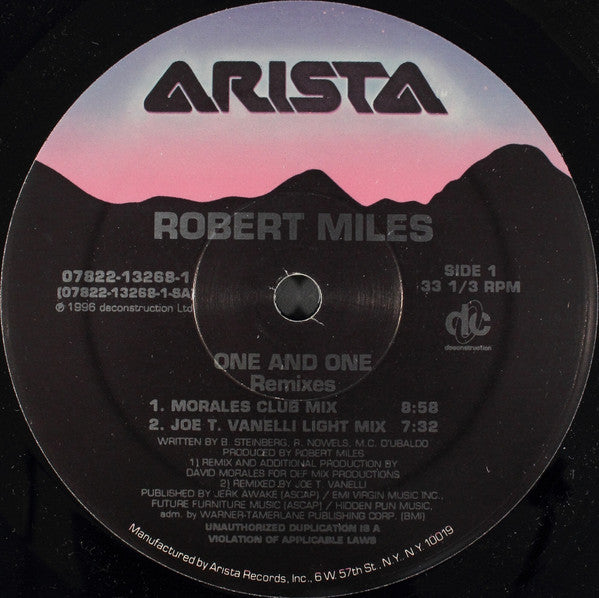 ARISTA
ROBERT MILES
07822-13268-1
(07822-13268-1-SA)
℗ 1996 deconstruction Ltd
SIDE 1
33 1/3 RPM
dc
deconstruction
ONE AND ONE
Remixes
1. MORALES CLUB MIX 8:58
2. JOE T. VANELLI LIGHT MIX 7:32
WRITTEN BY B. STEINBERG, R. NOWELS, M.C. D'UBALDO
PRODUCED BY ROBERT MILES
1) REMIX AND ADDITIONAL PRODUCTION BY
DAVID MORALES FOR DEF MIX PRODUCTIONS
2) REMIXED BY JOE T. VANELLI
PUBLISHED BY JERK AWAKE (ASCAP) / EMI VIRGIN MUSIC INC.,
FUTURE FURNITURE MUSIC (ASCAP) / HIDDEN PUN MUSIC,
adm. by WARNER-TAMERLANE PUBLISHING CORP. (BMI)
UNAUTHORIZED DUPLICATION IS A
VIOLATION OF APPLICABLE LAWS
Manufactured by Arista Records, Inc., 6 W. 57th St., N.Y., N.Y. 10019